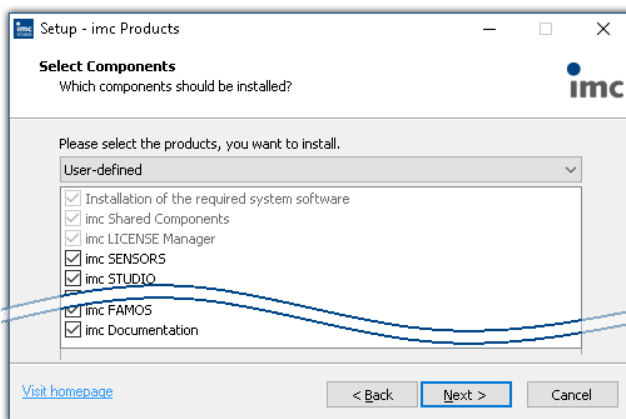 imc
STUDIO
Setup - imc Products
Select Components
Which components should be installed?
imc
Please select the products, you want to install.
User-defined
Installation of the required system software
imc Shared Components
imc LICENSE Manager
imc SENSORS
imc STUDIO
imc FAMOS
imc Documentation
Visit homepage
< Back
Next >
Cancel